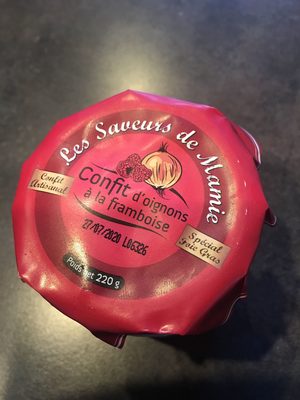 Les Saveurs de Mamie
Confit
Artisanal
Confit d'oignons
à la framboise
27/07/2020 L06326
Spécial
Foie Gras
Poids net 220 g